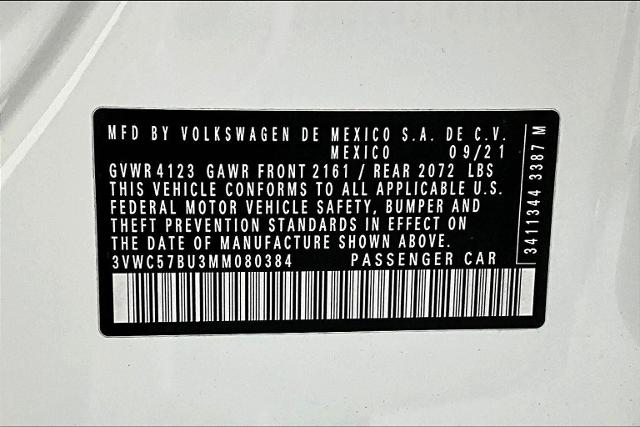 MFD BY VOLKSWAGEN DE MEXICO S.A. DE C.V.
MEXICO 09/21
GVWR 4123 GAWR FRONT 2161 / REAR 2072 LBS
THIS VEHICLE CONFORMS TO ALL APPLICABLE U.S.
FEDERAL MOTOR VEHICLE SAFETY, BUMPER AND
THEFT PREVENTION STANDARDS IN EFFECT ON
THE DATE OF MANUFACTURE SHOWN ABOVE.
3VWC57BU3MM080384 PASSENGER CAR
3411344 3387 M